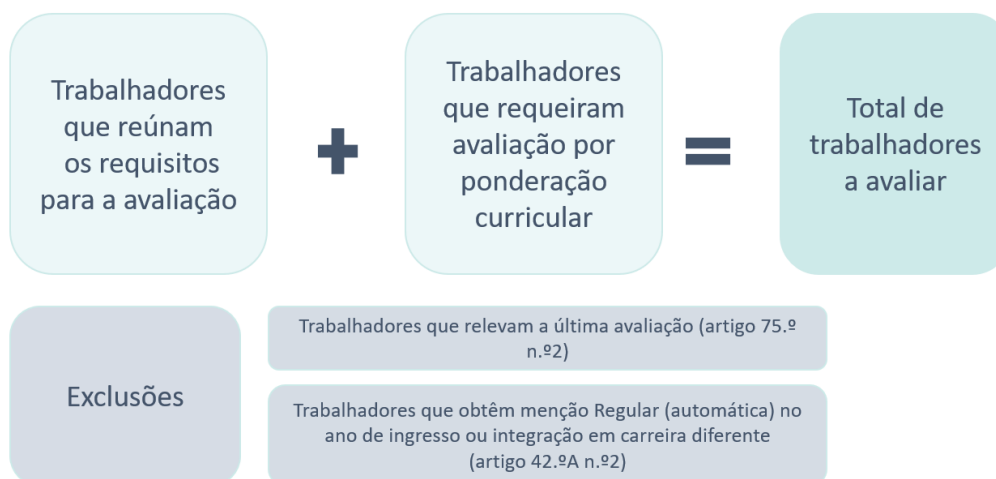 Trabalhadores
que reúnam
os requisitos
para a avaliação
+
Trabalhadores
que requeiram
avaliação por
ponderação
curricular
=
Total de
trabalhadores
a avaliar
Exclusões
Trabalhadores que relevam a última avaliação (artigo 75.º
n.º2)
Trabalhadores que obtêm menção Regular (automática) no
ano de ingresso ou integração em carreira diferente
(artigo 42.ºA n.º2)